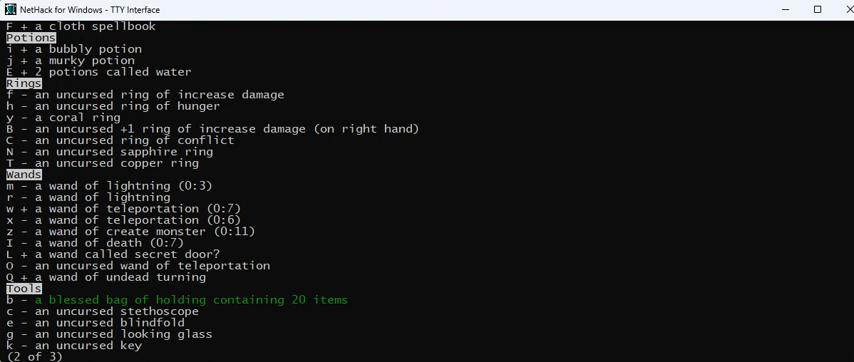 NetHack for Windows - TTY Interface
F + a cloth spellbook
Potions
i + a bubbly potion
j + a murky potion
E + 2 potions called water
Rings
f - an uncursed ring of increase damage
h - an uncursed ring of hunger
y - a coral ring
B - an uncursed +1 ring of increase damage (on right hand)
C - an uncursed ring of conflict
N - an uncursed sapphire ring
T - an uncursed copper ring
Wands
m - a wand of lightning (0:3)
r - a wand of lightning
w + a wand of teleportation (0:7)
x - a wand of teleportation (0:6)
z - a wand of create monster (0:11)
I - a wand of death (0:7)
L + a wand called secret door?
O - an uncursed wand of teleportation
Q + a wand of undead turning
Tools
b - a blessed bag of holding containing 20 items
c - an uncursed stethoscope
e - an uncursed blindfold
g - an uncursed looking glass
k - an uncursed key
(2 of 3)